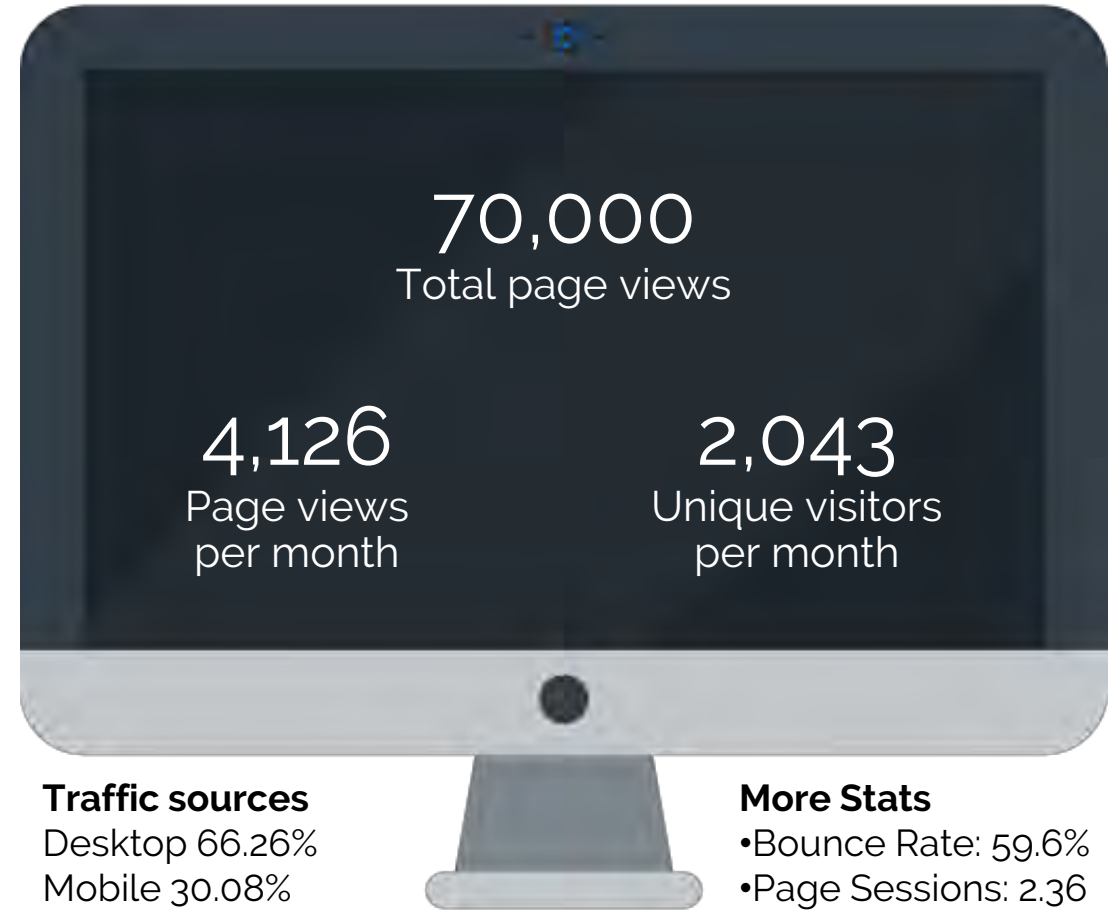 70,000
Total page views
4,126
Page views
per month
2,043
Unique visitors
per month
Traffic sources
Desktop 66.26%
Mobile 30.08%
More Stats
•Bounce Rate: 59.6%
•Page Sessions: 2.36